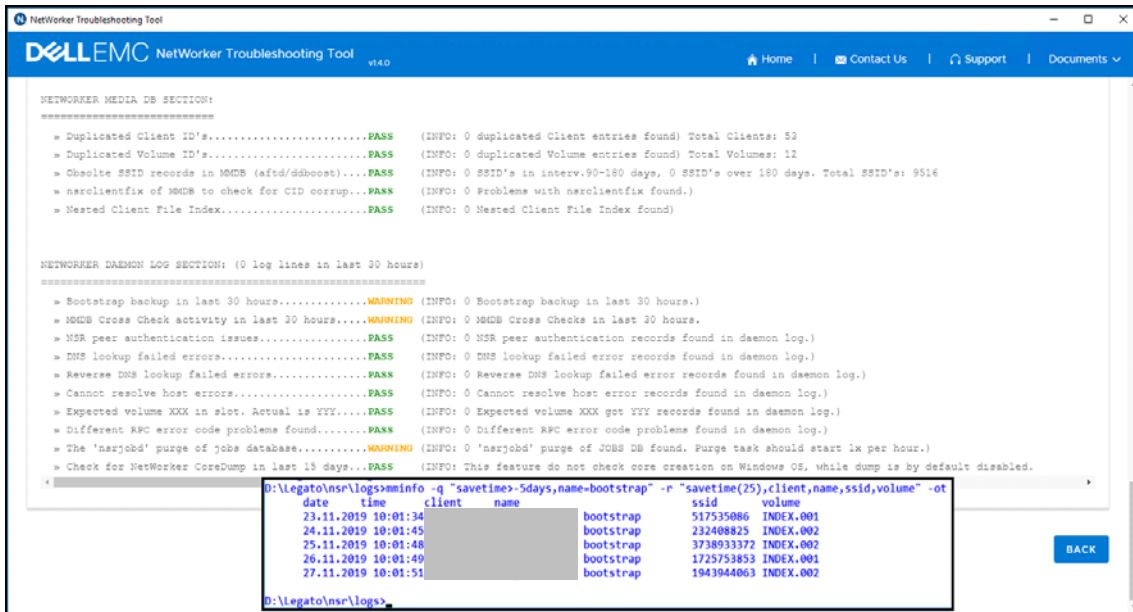 NetWorker Troubleshooting Tool
DELLEMC NetWorker Troubleshooting Tool v1.4.0
Home | Contact Us | Support | Documents
NETWORKER MEDIA DB SECTION:
===========================
» Duplicated Client ID's.........................PASS (INFO: 0 duplicated Client entries found) Total Clients: 53
» Duplicated Volume ID's.........................PASS (INFO: 0 duplicated Volume entries found) Total Volumes: 12
» Obsolte SSID records in MMDB (aftd/ddboost)....PASS (INFO: 0 SSID's in interv.90-180 days, 0 SSID's over 180 days. Total SSID's: 9516
» nsrclientfix of MMDB to check for CID corrup...PASS (INFO: 0 Problems with nsrclientfix found.)
» Nested Client File Index.......................PASS (INFO: 0 Nested Client File Index found)
NETWORKER DAEMON LOG SECTION: (0 log lines in last 30 hours)
============================================================
» Bootstrap backup in last 30 hours..............WARNING (INFO: 0 Bootstrap backup in last 30 hours.)
» MMDB Cross Check activity in last 30 hours.....WARNING (INFO: 0 MMDB Cross Checks in last 30 hours.
» NSR peer authentication issues.................PASS (INFO: 0 NSR peer authentication records found in daemon log.)
» DNS lookup failed errors.......................PASS (INFO: 0 DNS lookup failed error records found in daemon log.)
» Reverse DNS lookup failed errors...............PASS (INFO: 0 Reverse DNS lookup failed error records found in daemon log.)
» Cannot resolve host errors.....................PASS (INFO: 0 Cannot resolve host error records found in daemon log.)
» Expected volume XXX in slot. Actual is YYY.....PASS (INFO: 0 Expected volume XXX got YYY records found in daemon log.)
» Different RPC error code problems found........PASS (INFO: 0 Different RPC error code problems found in daemon log.)
» The 'nsrjobd' purge of jobs database...........WARNING (INFO: 0 'nsrjobd' purge of JOBS DB found. Purge task should start 1x per hour.)
» Check for NetWorker CoreDump in last 15 days...PASS (INFO: This feature do not check core creation on Windows OS, while dump is by default disabled.
D:\Legato\nsr\logs>mminfo -q "savetime>-5days,name=bootstrap" -r "savetime(25),client,name,ssid,volume" -ot
date time client name ssid volume
23.11.2019 10:01:34 bootstrap 517535086 INDEX.001
24.11.2019 10:01:45 bootstrap 232408825 INDEX.002
25.11.2019 10:01:48 bootstrap 3738933372 INDEX.002
26.11.2019 10:01:49 bootstrap 1725753853 INDEX.001
27.11.2019 10:01:51 bootstrap 1943944063 INDEX.002
D:\Legato\nsr\logs>_
BACK